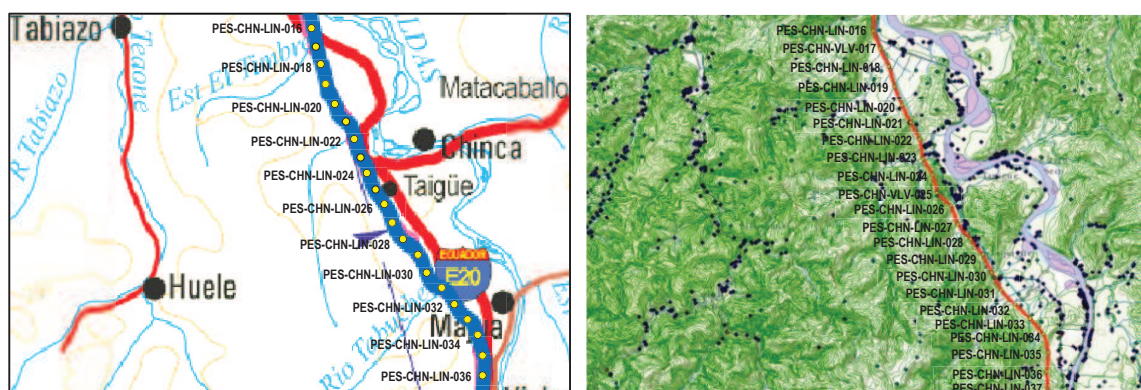 Tabiazo
PES-CHN-LIN-016
Teaone
LIDAS
Est El Timbre
PES-CHN-LIN-018
Matacaballo
R Tabiazo
PES-CHN-LIN-020
PES-CHN-LIN-022
Chinca
PES-CHN-LIN-024
Taigüe
PES-CHN-LIN-026
PES-CHN-LIN-028
ECUADOR
E20
PES-CHN-LIN-030
Huele
PES-CHN-LIN-032
PES-CHN-LIN-034
PES-CHN-LIN-036
PES-CHN-LIN-016
PES-CHN-VLV-017
PES-CHN-LIN-018
PES-CHN-LIN-019
PES-CHN-LIN-020
PES-CHN-LIN-021
PES-CHN-LIN-022
PES-CHN-LIN-023
PES-CHN-LIN-024
PES-CHN-VLV-025
PES-CHN-LIN-026
PES-CHN-LIN-027
PES-CHN-LIN-028
PES-CHN-LIN-029
PES-CHN-LIN-030
PES-CHN-LIN-031
PES-CHN-LIN-032
PES-CHN-LIN-033
PES-CHN-LIN-034
PES-CHN-LIN-035
PES-CHN-LIN-036
PES-CHN-LIN-037